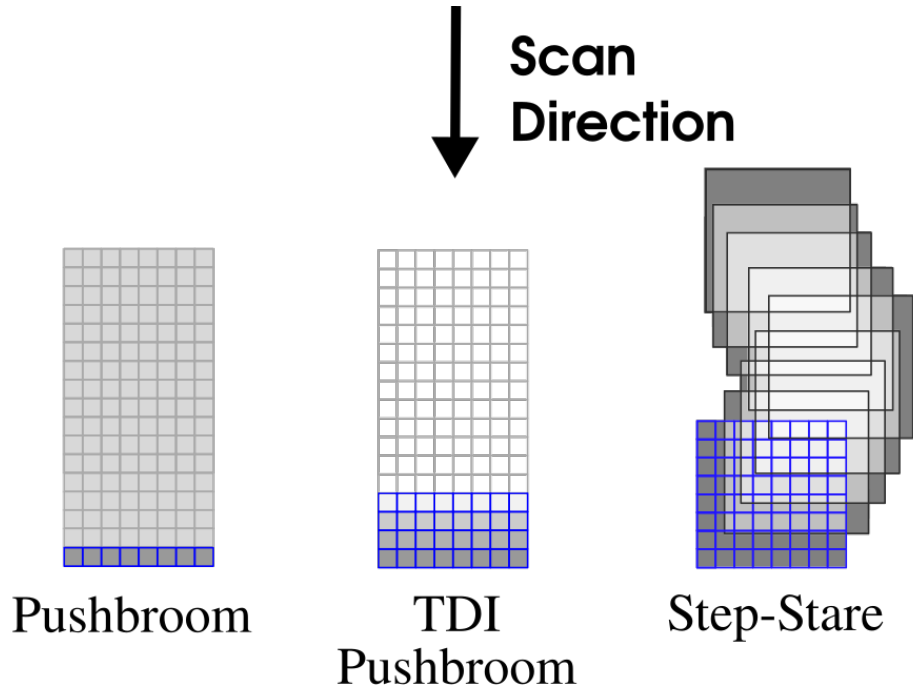 Scan
Direction
Pushbroom
TDI
Pushbroom
Step-Stare